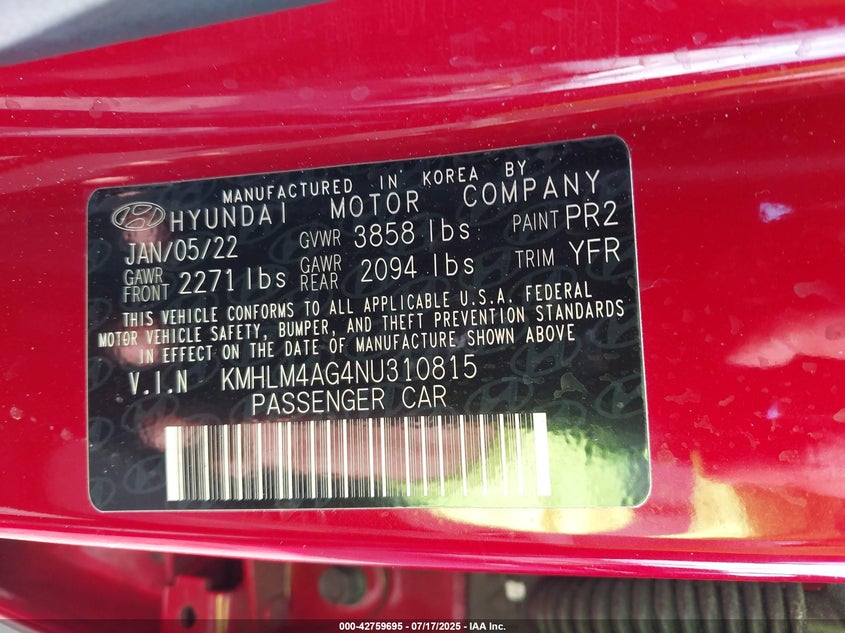 MANUFACTURED IN KOREA BY
HYUNDAI MOTOR COMPANY
JAN/05/22 GVWR 3858 lbs PAINT PR2
GAWR FRONT 2271 lbs GAWR REAR 2094 lbs TRIM YFR
THIS VEHICLE CONFORMS TO ALL APPLICABLE U.S.A. FEDERAL
MOTOR VEHICLE SAFETY, BUMPER, AND THEFT PREVENTION STANDARDS
IN EFFECT ON THE DATE OF MANUFACTURE SHOWN ABOVE
V.I.N KMHLM4AG4NU310815
PASSENGER CAR
000-42759695 - 07/17/2025 - IAA Inc.